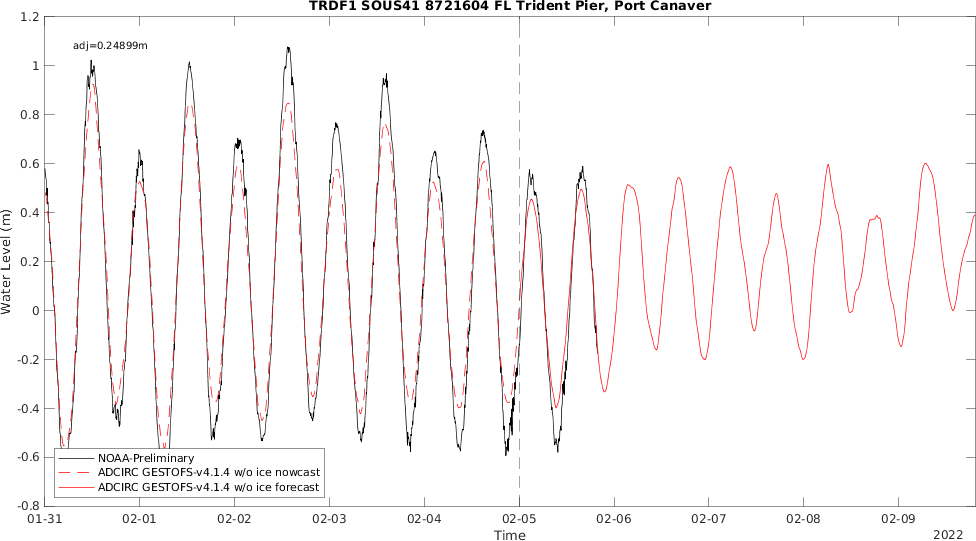 TRDF1 SOUS41 8721604 FL Trident Pier, Port Canaver
adj=0.24899m
Water Level (m)
1.2
1
0.8
0.6
0.4
0.2
0
-0.2
-0.4
-0.6
-0.8
NOAA-Preliminary
ADCIRC GESTOFS-v4.1.4 w/o ice nowcast
ADCIRC GESTOFS-v4.1.4 w/o ice forecast
01-31 02-01 02-02 02-03 02-04 02-05 02-06 02-07 02-08 02-09
Time
2022